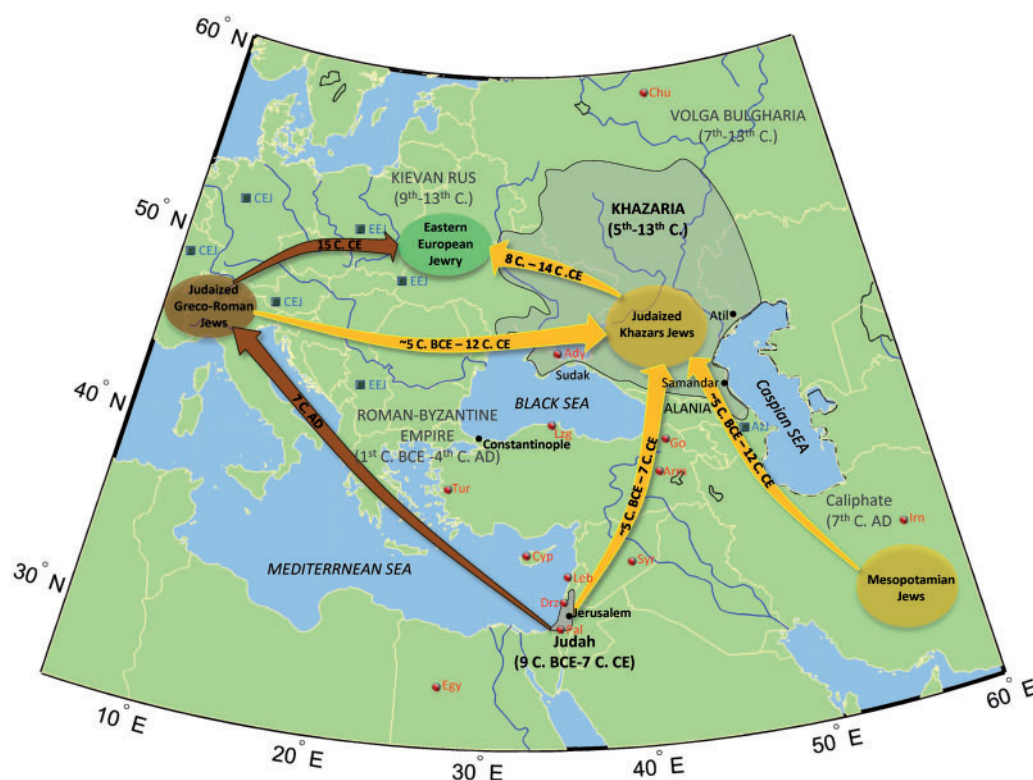 60° N
50° N
40° N
30° N
10° E
20° E
30° E
40° E
50° E
60° E
Chu
VOLGA BULGHARIA
(7th-13th C.)
KIEVAN RUS
(9th-13th C.)
KHAZARIA
(5th-13th C.)
CEJ
EEJ
Eastern
European
Jewry
15 C. CE
8 C. – 14 C .CE
CEJ
EEJ
Judaized
Greco-Roman
Jews
CEJ
Judaized
Khazars Jews
Atil
~5 C. BCE – 12 C. CE
Ady
Sudak
Samandar
EEJ
BLACK SEA
ALANIA
Caspian SEA
ROMAN-BYZANTINE
EMPIRE
(1st C. BCE -4th C. AD)
Lzg
AzJ
Constantinople
Go
7 C. AD
~5 C. BCE – 7 C. CE
~5 C. BCE – 12 C. CE
Arm
Tur
Caliphate
(7th C. AD
Irn
Cyp
Syr
MEDITERRNEAN SEA
Leb
Mesopotamian
Jews
Drz
Jerusalem
Pal
Judah
(9 C. BCE-7 C. CE)
Egy